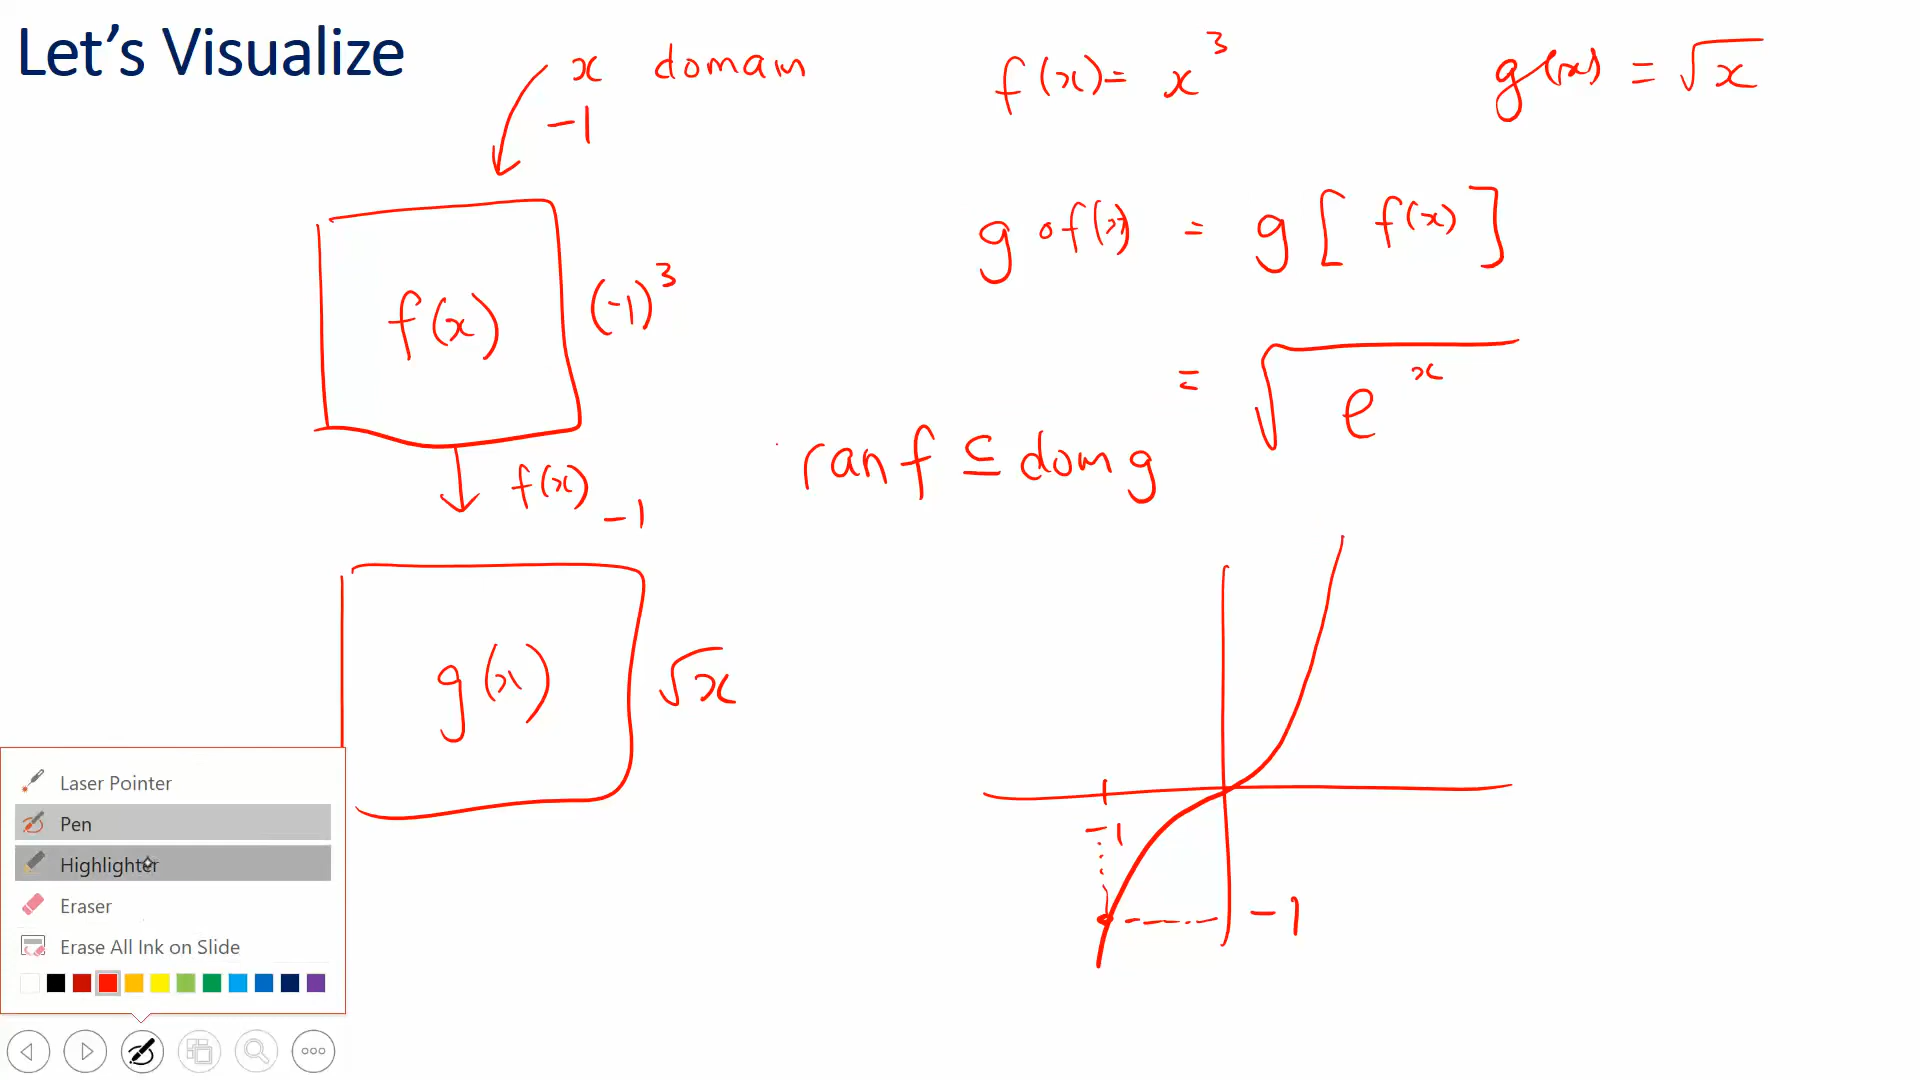 Let's Visualize
x domain
-1
f(x) = x³
g(x) = √x
g∘f(x) = g[f(x)]
f(x)
(-1)³
= √eˣ
ran f ⊆ dom g
f(x)
-1
g(x)
√x
-1
-1
Laser Pointer
Pen
Highlighter
Eraser
Erase All Ink on Slide